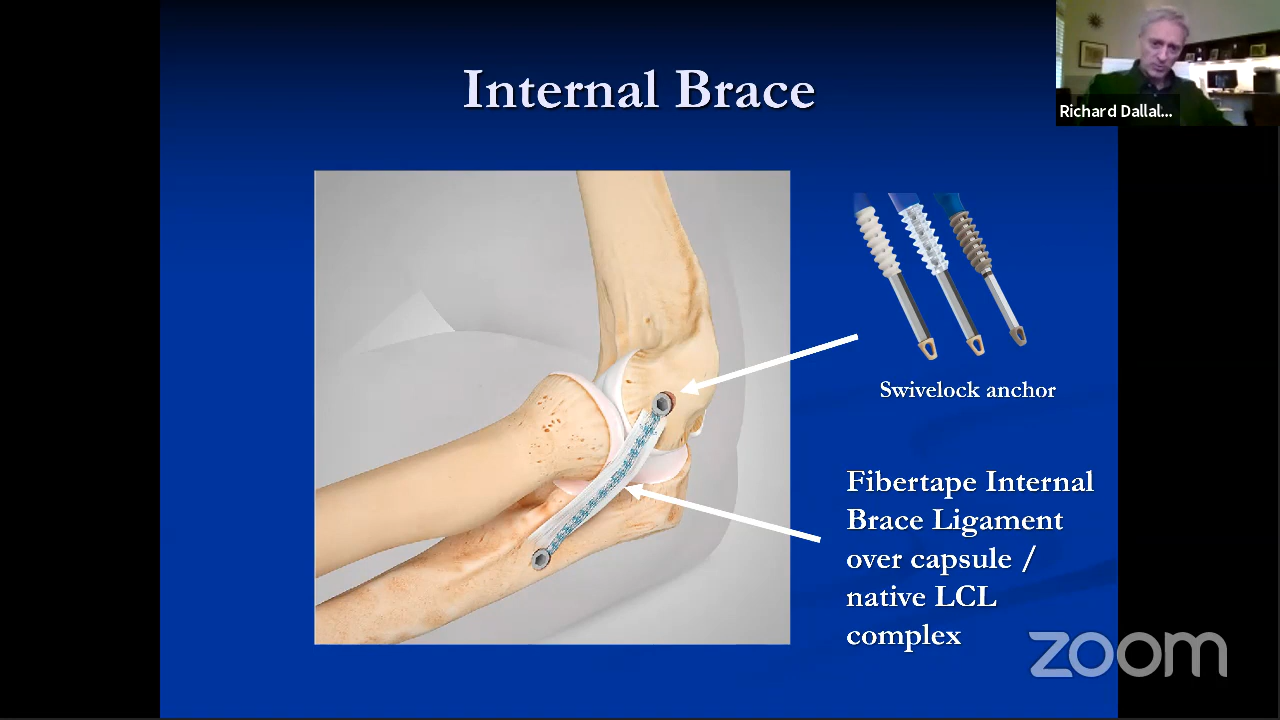 Internal Brace
Richard Dallal...
Swivelock anchor
Fibertape Internal
Brace Ligament
over capsule /
native LCL
complex
zoom